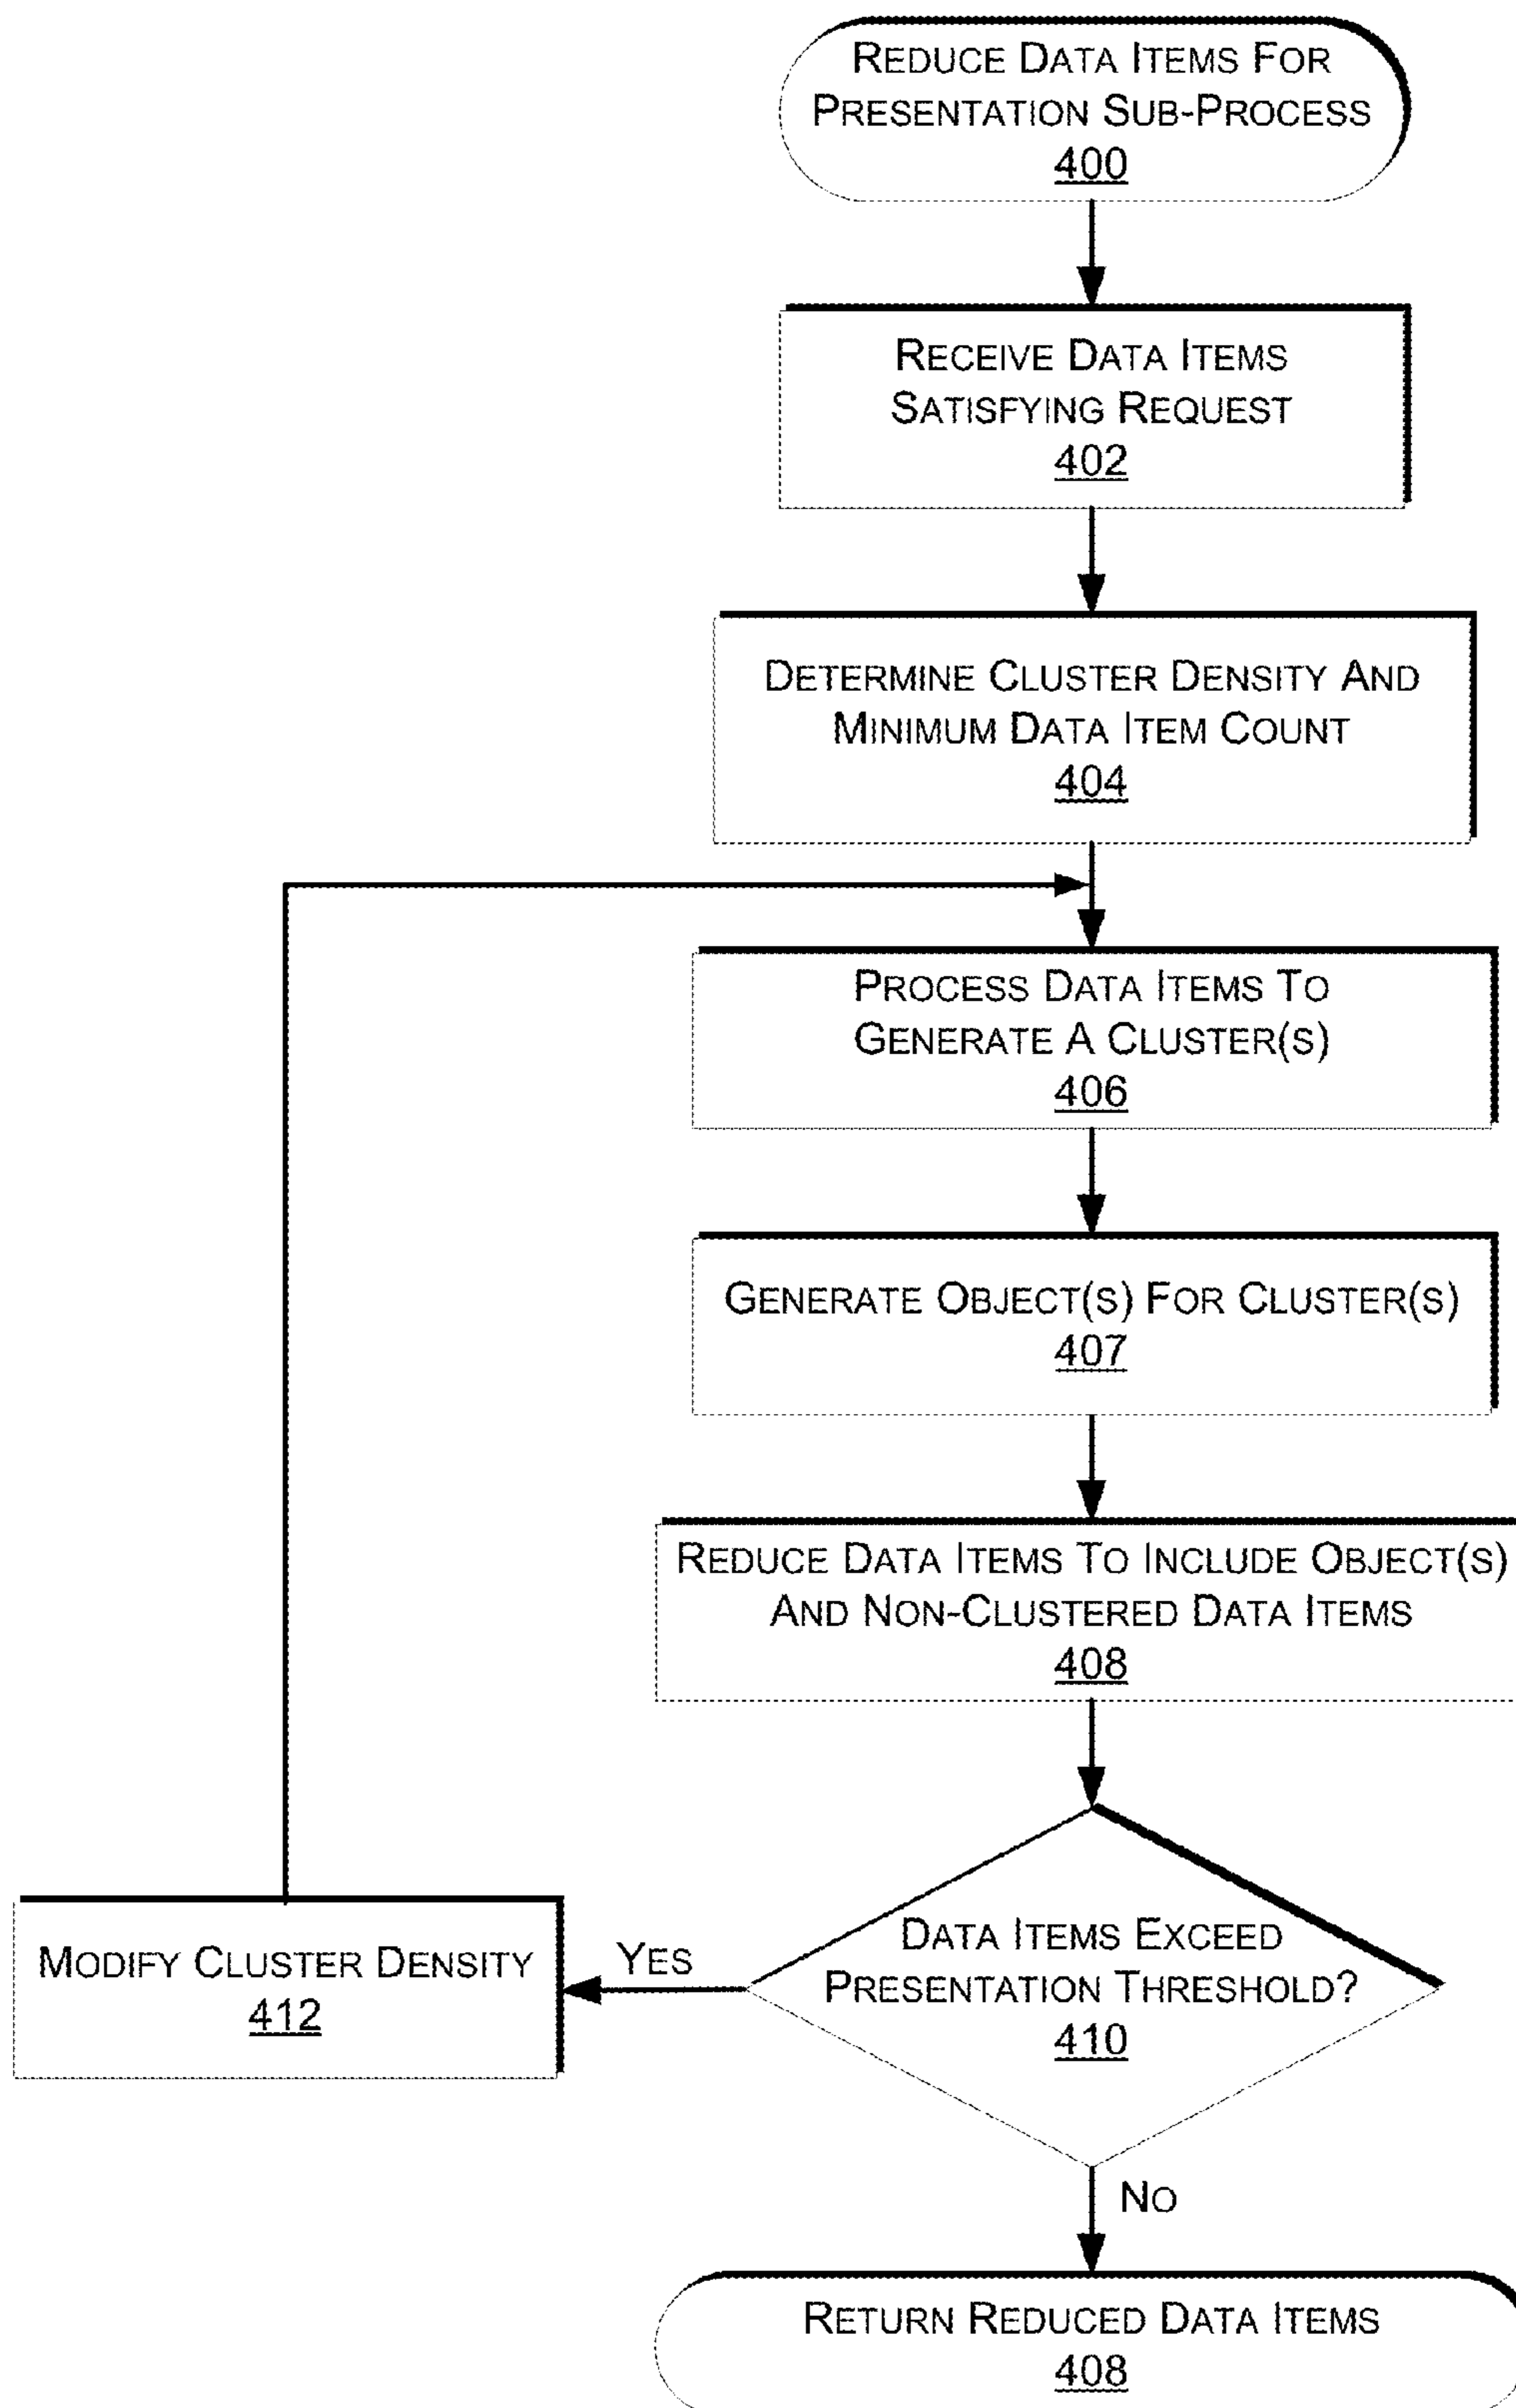 REDUCE DATA ITEMS FOR
PRESENTATION SUB-PROCESS
400
RECEIVE DATA ITEMS
SATISFYING REQUEST
402
DETERMINE CLUSTER DENSITY AND
MINIMUM DATA ITEM COUNT
404
PROCESS DATA ITEMS TO
GENERATE A CLUSTER(S)
406
GENERATE OBJECT(S) FOR CLUSTER(S)
407
REDUCE DATA ITEMS TO INCLUDE OBJECT(S)
AND NON-CLUSTERED DATA ITEMS
408
DATA ITEMS EXCEED
PRESENTATION THRESHOLD?
410
YES
MODIFY CLUSTER DENSITY
412
NO
RETURN REDUCED DATA ITEMS
408